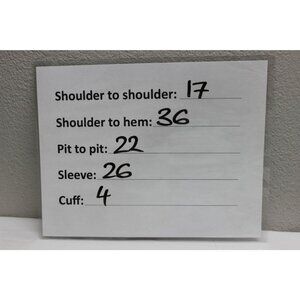 Shoulder to shoulder: 17
Shoulder to hem: 36
Pit to pit: 22
Sleeve: 26
Cuff: 4